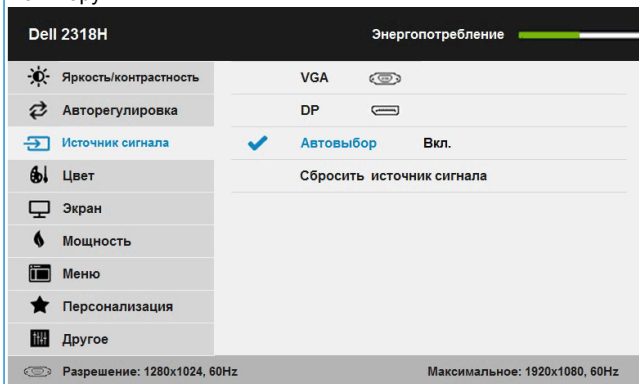 Dell 2318H Энергопотребление
Яркость/контрастность VGA
Авторегулировка DP
Источник сигнала Автовыбор Вкл.
Цвет Сбросить источник сигнала
Экран
Мощность
Меню
Персонализация
Другое
Разрешение: 1280x1024, 60Hz Максимальное: 1920x1080, 60Hz